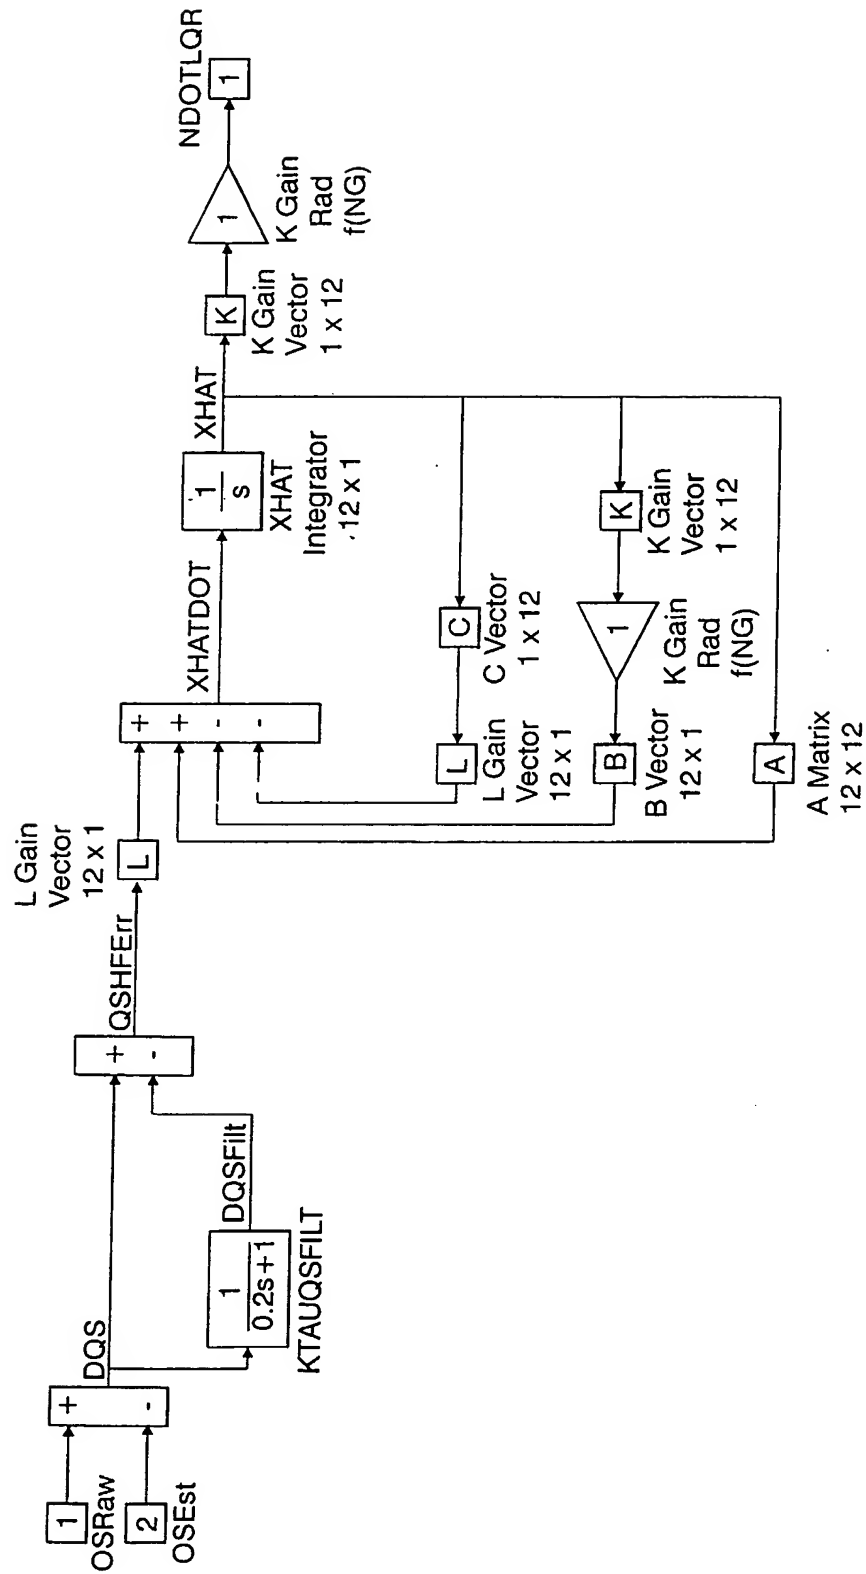 1
OSRaw
2
OSEst
+
-
DQS
1
0.2s+1
KTAUQSFILT
DQSFilt
+
-
QSHFErr
L Gain
Vector
12 x 1
L
+
+
-
-
XHATDOT
1
s
XHAT
Integrator
12 x 1
XHAT
K
K Gain
Vector
1 x 12
1
K Gain
Rad
f(NG)
NDOTLQR
1
L
L Gain
Vector
12 x 1
C
C Vector
1 x 12
B
B Vector
12 x 1
1
K Gain
Rad
f(NG)
K
K Gain
Vector
1 x 12
A
A Matrix
12 x 12